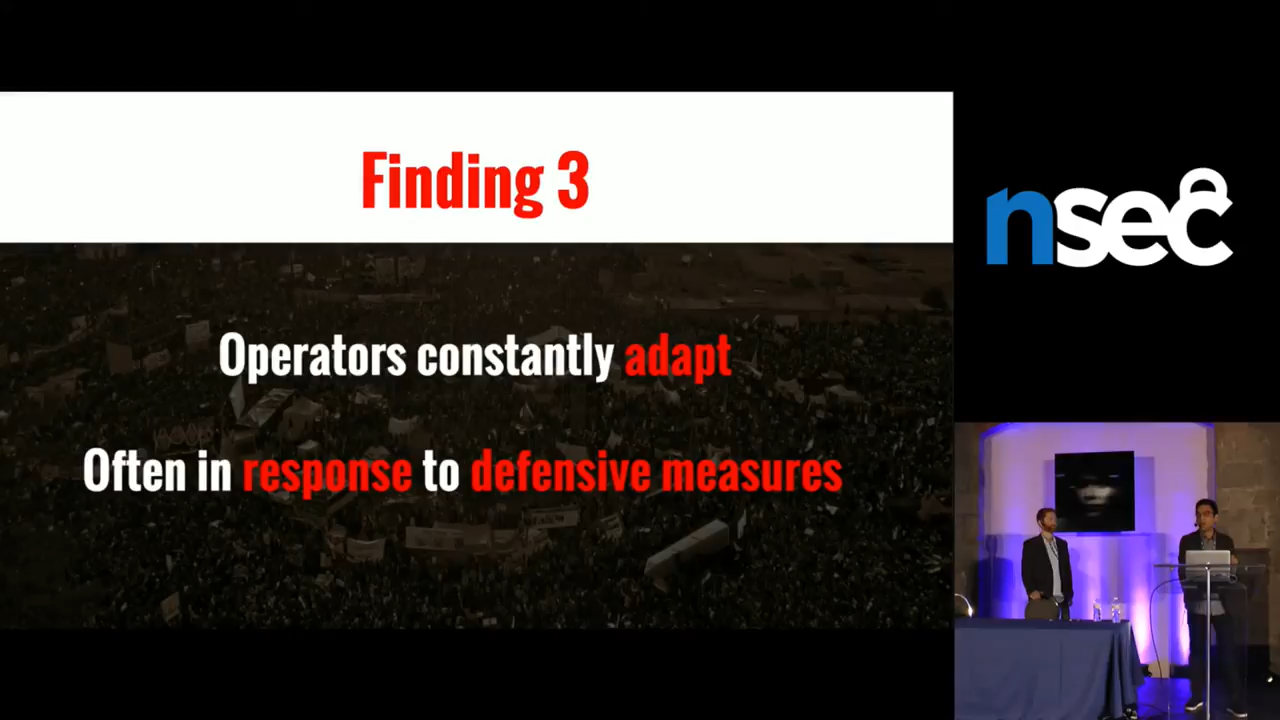 Finding 3
Operators constantly adapt
Often in response to defensive measures
nsec